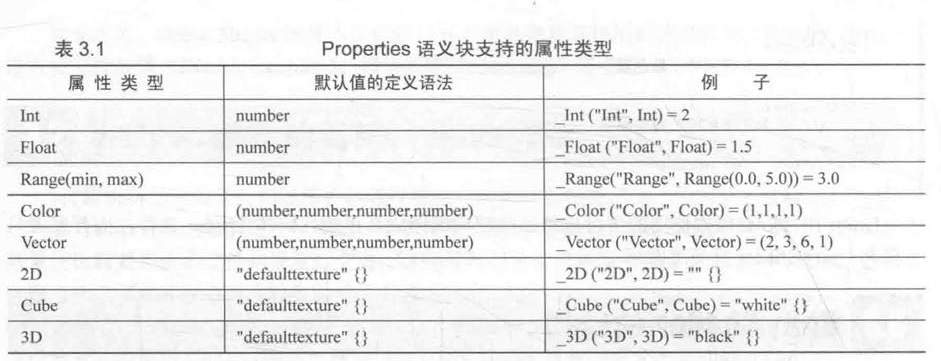 表 3.1 Properties 语义块支持的属性类型
属 性 类 型 默认值的定义语法 例 子
Int number _Int ("Int", Int) = 2
Float number _Float ("Float", Float) = 1.5
Range(min, max) number _Range("Range", Range(0.0, 5.0)) = 3.0
Color (number,number,number,number) _Color ("Color", Color) = (1,1,1,1)
Vector (number,number,number,number) _Vector ("Vector", Vector) = (2, 3, 6, 1)
2D "defaulttexture" {} _2D ("2D", 2D) = "" {}
Cube "defaulttexture" {} _Cube ("Cube", Cube) = "white" {}
3D "defaulttexture" {} _3D ("3D", 3D) = "black" {}